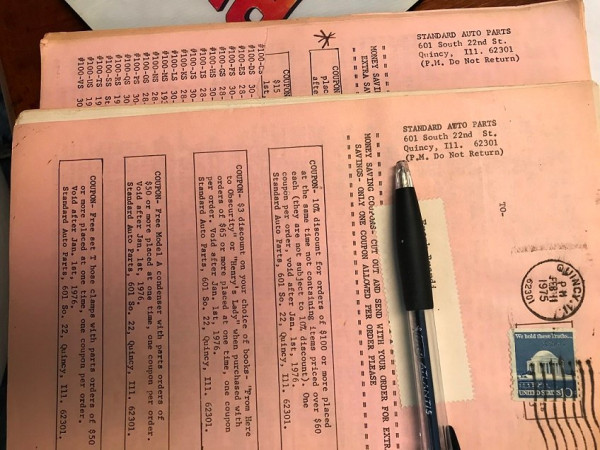 STANDARD AUTO PARTS
601 South 22nd St.
Quincy, Ill. 62301
(P.M. Do Not Return)
STANDARD AUTO PARTS
601 South 22nd St.
Quincy, Ill. 62301
(P.M. Do Not Return)
TO-
QUINCY
PM
1975
62301
We hold these Truths...
MONEY SAVING COUPONS- CUT OUT AND SEND WITH YOUR ORDER FOR EXTRA
SAVINGS- ONLY ONE COUPON ALLOWED PER ORDER PLEASE
COUPON- 10% discount for orders of $100 or more placed
at the same time not containing items priced over $60
each (they are not subject to 10% discount). One
coupon per order, void after Jan. 1st, 1976.
Standard Auto Parts, 601 So. 22, Quincy, Ill. 62301.
COUPON- $3 discount on your choice of books "From Here
to Obscurity" or "Henry's Lady" when purchased with
orders of $65 or more placed at one time, one coupon
per order. Void after Jan. 1st, 1976.
Standard Auto Parts, 601 So. 22, Quincy, Ill. 62301.
COUPON- Free Model A condenser with parts orders of
$50 or more placed at one time, one coupon per order.
Void after Jan. 1st, 1976.
Standard Auto Parts, 601 So. 22, Quincy, Ill. 62301.
COUPON- Free set T hose clamps with parts orders of $50
or more placed at one time, one coupon per order.
Void after Jan. 1st, 1976.
Standard Auto Parts, 601 So. 22, Quincy, Ill. 62301.
MONEY SAVI
EXTRA SA
COUPON
plac
afte
COUPON
$15